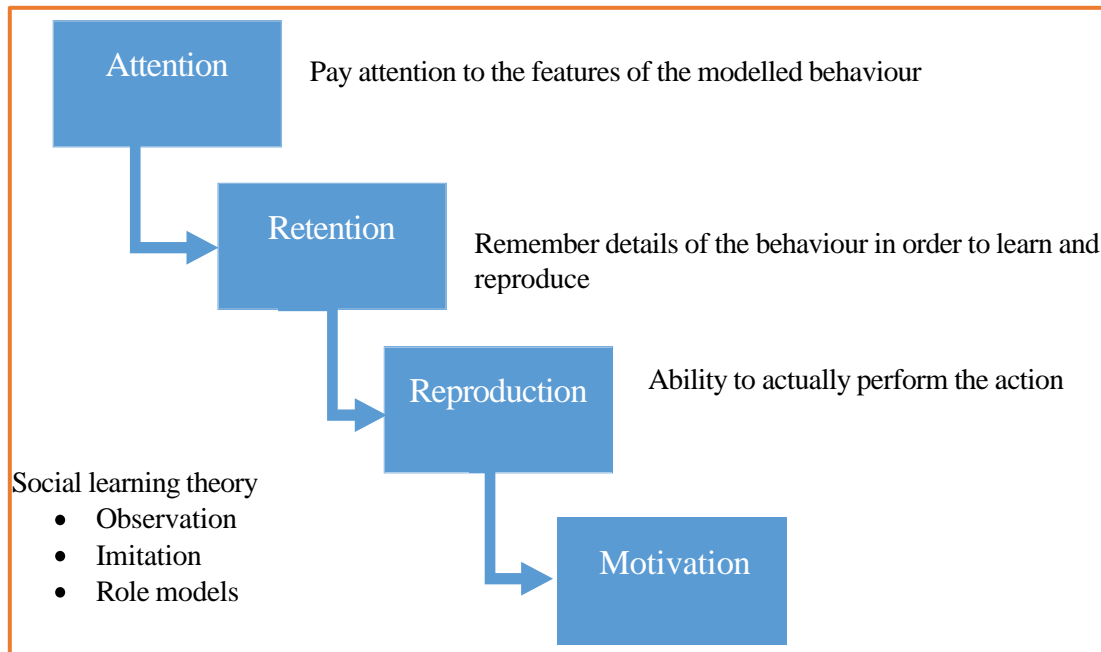 Attention
Pay attention to the features of the modelled behaviour
Retention
Remember details of the behaviour in order to learn and
reproduce
Reproduction
Ability to actually perform the action
Social learning theory
• Observation
• Imitation
• Role models
Motivation